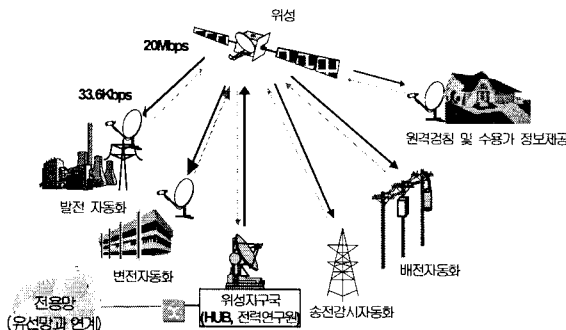 위성
20Mbps
33.6Kbps
원격검침 및 수용가 정보제공
발전 자동화
변전자동화
배전자동화
송전감시자동화
위성지구국
(HUB, 전력연구원)
전용망
(유선망과 연계)